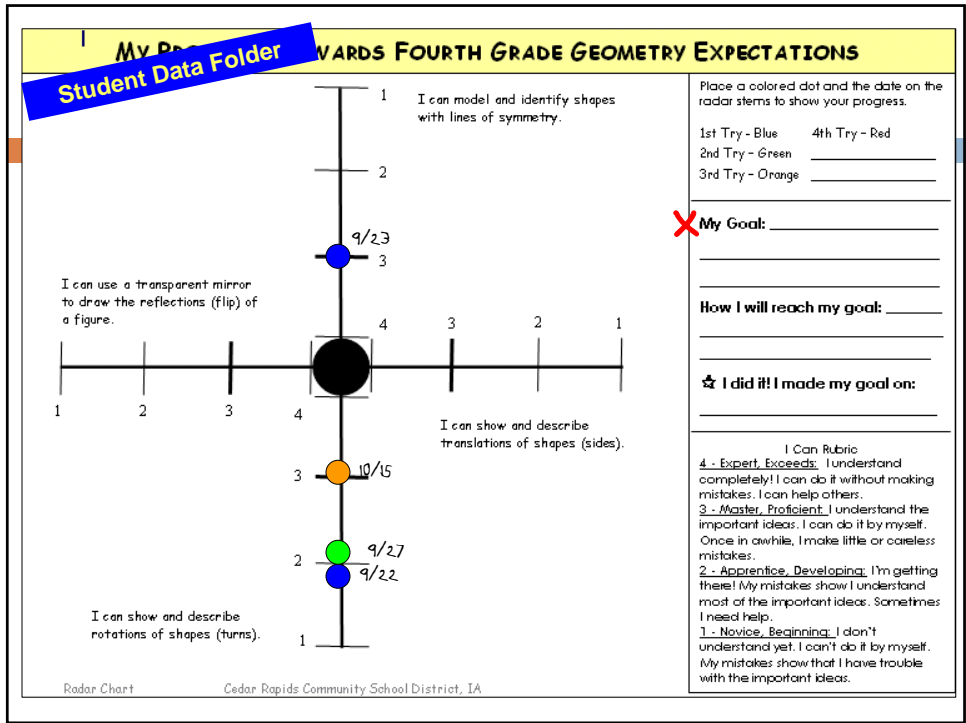 My Pr wards Fourth Grade Geometry Expectations
Student Data Folder
1
I can model and identify shapes
with lines of symmetry.
2
9/23
3
I can use a transparent mirror
to draw the reflections (flip) of
a figure.
4
3
2
1
1
2
3
4
I can show and describe
translations of shapes (sides).
3
10/15
2
9/27
9/22
I can show and describe
rotations of shapes (turns).
1
Radar Chart
Cedar Rapids Community School District, IA
Place a colored dot and the date on the
radar stems to show your progress.
1st Try - Blue 4th Try - Red
2nd Try - Green
3rd Try - Orange
My Goal:
How I will reach my goal:
I did it! I made my goal on:
I Can Rubric
4 - Expert, Exceeds: I understand
completely! I can do it without making
mistakes. I can help others.
3 - Master, Proficient: I understand the
important ideas. I can do it by myself.
Once in awhile, I make little or careless
mistakes.
2 - Apprentice, Developing: I'm getting
there! My mistakes show I understand
most of the important ideas. Sometimes
I need help.
1 - Novice, Beginning: I don't
understand yet. I can't do it by myself.
My mistakes show that I have trouble
with the important ideas.